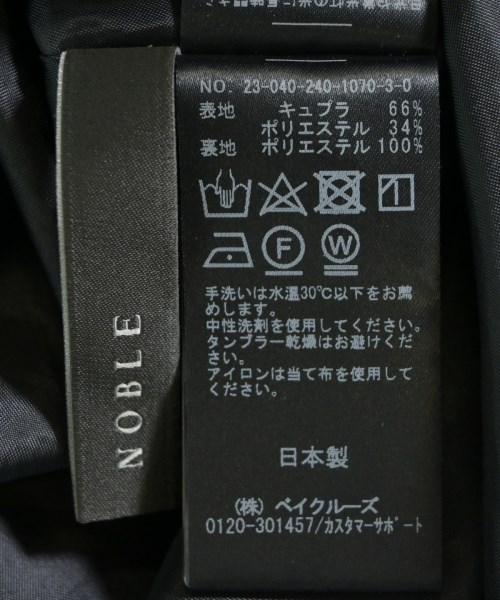 NO. 23-040-240-1070-3-0
表地 キュプラ 66%
ポリエステル 34%
裏地 ポリエステル 100%
F W
手洗いは水温30℃以下をお薦
めします。
中性洗剤を使用してください。
タンブラー乾燥はお避けくだ
さい。
アイロンは当て布を使用して
ください。
日本製
(株) ベイクルーズ
0120-301457/カスタマーサポート
NOBLE